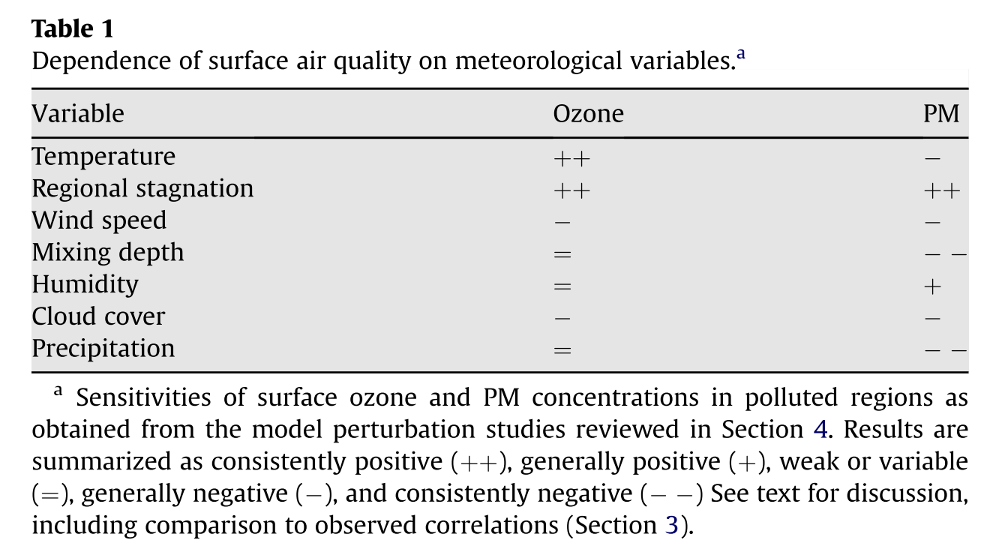 Table 1
Dependence of surface air quality on meteorological variables.a
Variable Ozone PM
Temperature ++ −
Regional stagnation ++ ++
Wind speed − −
Mixing depth = − −
Humidity = +
Cloud cover − −
Precipitation = − −
a Sensitivities of surface ozone and PM concentrations in polluted regions as
obtained from the model perturbation studies reviewed in Section 4. Results are
summarized as consistently positive (++), generally positive (+), weak or variable
(=), generally negative (−), and consistently negative (− −) See text for discussion,
including comparison to observed correlations (Section 3).